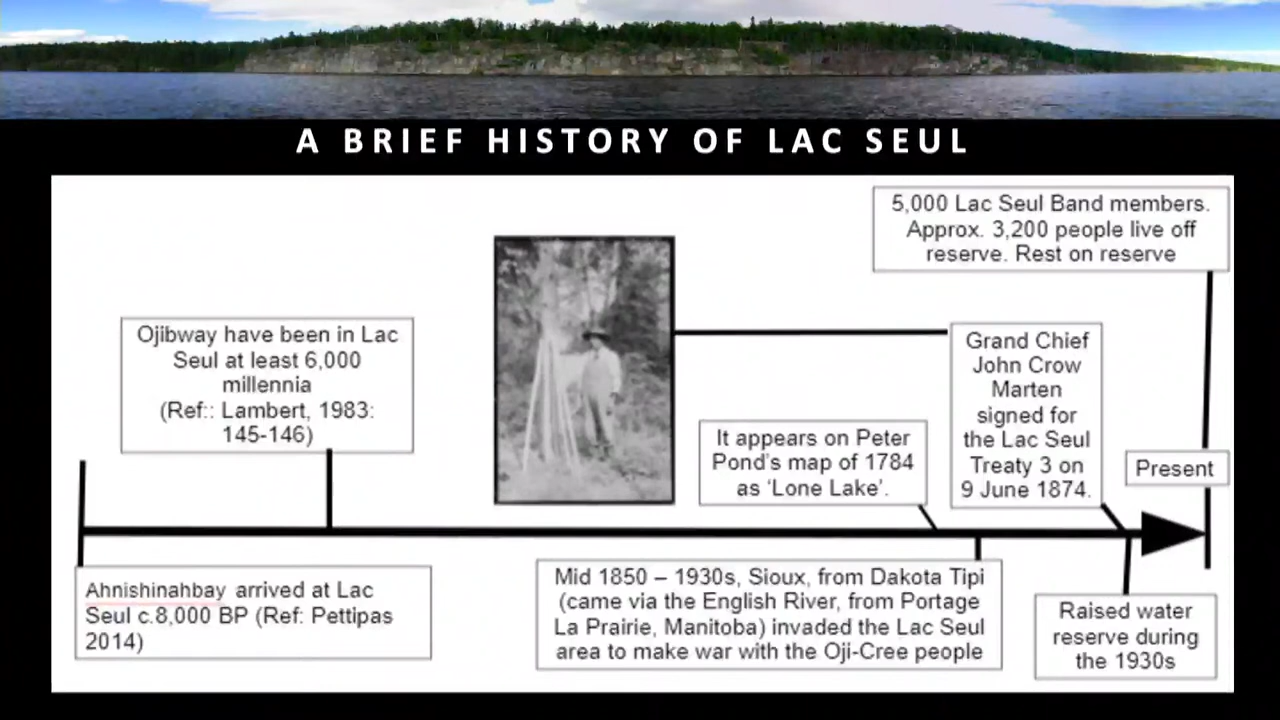 A BRIEF HISTORY OF LAC SEUL
5,000 Lac Seul Band members.
Approx. 3,200 people live off
reserve. Rest on reserve
Ojibway have been in Lac
Seul at least 6,000
millennia
(Ref:: Lambert, 1983:
145-146)
Grand Chief
John Crow
Marten
signed for
the Lac Seul
Treaty 3 on
9 June 1874.
It appears on Peter
Pond's map of 1784
as ‘Lone Lake’.
Present
Ahnishinahbay arrived at Lac
Seul c.8,000 BP (Ref: Pettipas
2014)
Mid 1850 – 1930s, Sioux, from Dakota Tipi
(came via the English River, from Portage
La Prairie, Manitoba) invaded the Lac Seul
area to make war with the Oji-Cree people
Raised water
reserve during
the 1930s